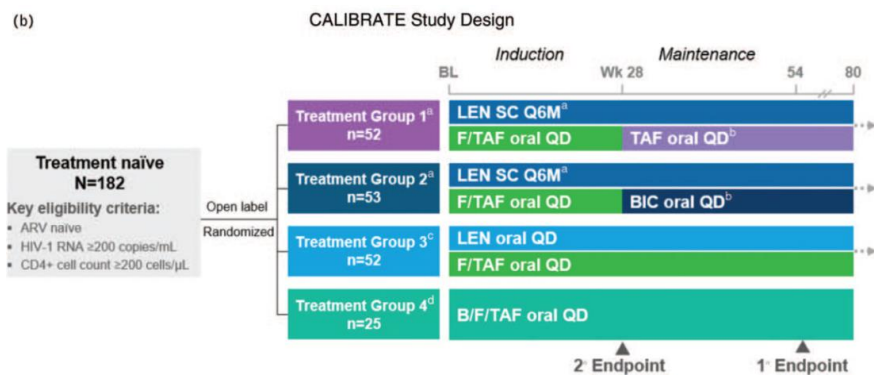 (b) CALIBRATE Study Design
Induction Maintenance
BL Wk 28 54 80
Treatment naïve
N=182
Key eligibility criteria:
▪ ARV naïve
▪ HIV-1 RNA ≥200 copies/mL
▪ CD4+ cell count ≥200 cells/µL
Open label
Randomized
Treatment Group 1ᵃ
n=52
LEN SC Q6Mᵃ
F/TAF oral QD TAF oral QDᵇ
Treatment Group 2ᵃ
n=53
LEN SC Q6Mᵃ
F/TAF oral QD BIC oral QDᵇ
Treatment Group 3ᶜ
n=52
LEN oral QD
F/TAF oral QD
Treatment Group 4ᵈ
n=25
B/F/TAF oral QD
2° Endpoint 1° Endpoint